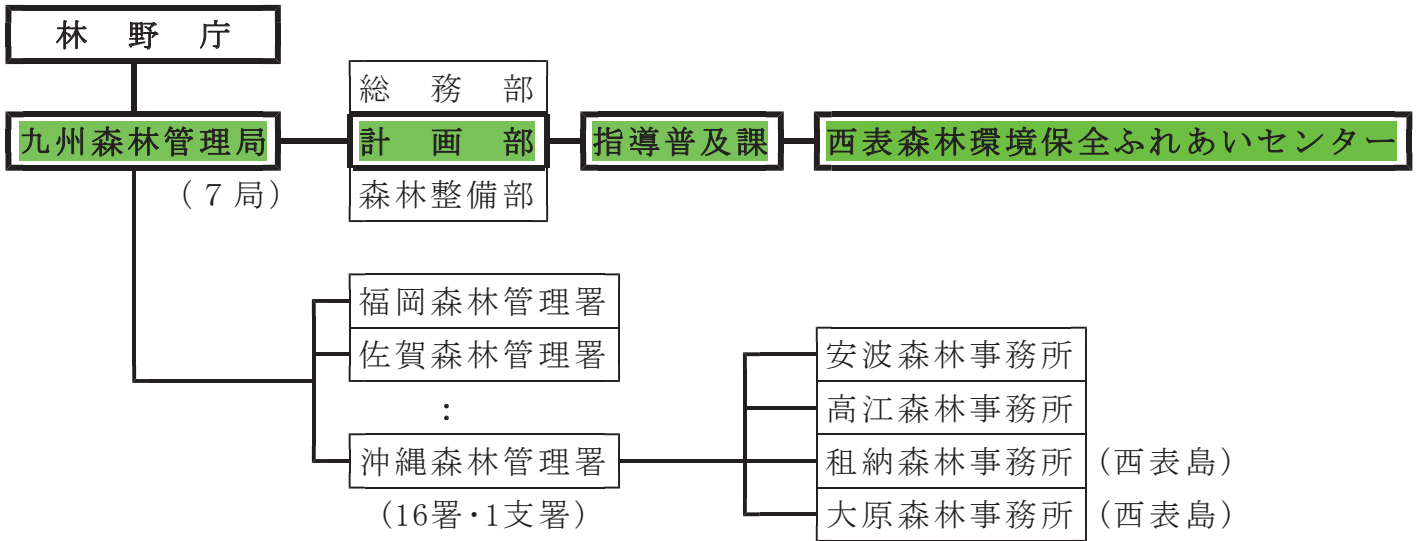 林野庁
総務部
九州森林管理局 計画部 指導普及課 西表森林環境保全ふれあいセンター
(7局) 森林整備部
福岡森林管理署
佐賀森林管理署
安波森林事務所
:
高江森林事務所
沖縄森林管理署
租納森林事務所 (西表島)
(16署・1支署)
大原森林事務所 (西表島)